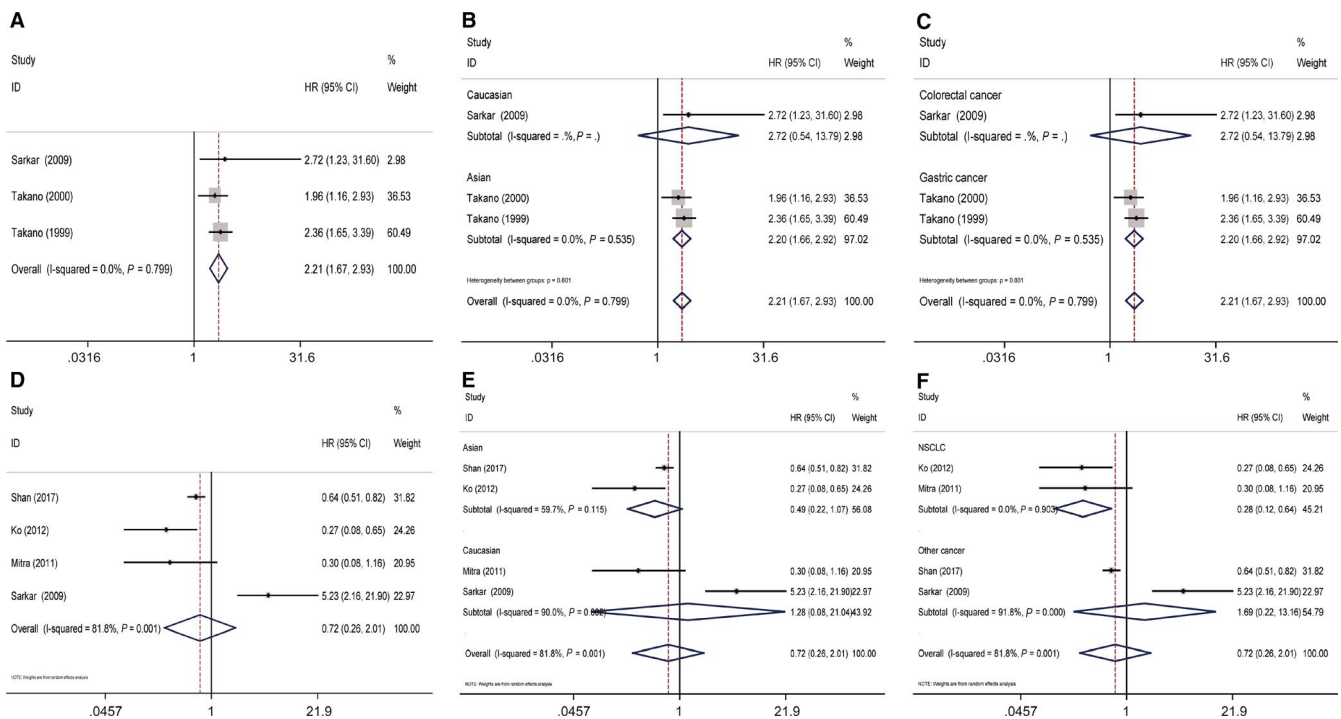 A
Study %
ID HR (95% CI) Weight
Sarkar (2009) 2.72 (1.23, 31.60) 2.98
Takano (2000) 1.96 (1.16, 2.93) 36.53
Takano (1999) 2.36 (1.65, 3.39) 60.49
Overall (I-squared = 0.0%, P = 0.799) 2.21 (1.67, 2.93) 100.00
.0316 1 31.6
B
Study %
ID HR (95% CI) Weight
Caucasian
Sarkar (2009) 2.72 (1.23, 31.60) 2.98
Subtotal (I-squared = .%, P = .) 2.72 (0.54, 13.79) 2.98
Asian
Takano (2000) 1.96 (1.16, 2.93) 36.53
Takano (1999) 2.36 (1.65, 3.39) 60.49
Subtotal (I-squared = 0.0%, P = 0.535) 2.20 (1.66, 2.92) 97.02
Heterogeneity between groups: p = 0.801
Overall (I-squared = 0.0%, P = 0.799) 2.21 (1.67, 2.93) 100.00
.0316 1 31.6
C
Study %
ID HR (95% CI) Weight
Colorectal cancer
Sarkar (2009) 2.72 (1.23, 31.60) 2.98
Subtotal (I-squared = .%, P = .) 2.72 (0.54, 13.79) 2.98
Gastric cancer
Takano (2000) 1.96 (1.16, 2.93) 36.53
Takano (1999) 2.36 (1.65, 3.39) 60.49
Subtotal (I-squared = 0.0%, P = 0.535) 2.20 (1.66, 2.92) 97.02
Heterogeneity between groups: p = 0.801
Overall (I-squared = 0.0%, P = 0.799) 2.21 (1.67, 2.93) 100.00
.0316 1 31.6
D
Study %
ID HR (95% CI) Weight
Shan (2017) 0.64 (0.51, 0.82) 31.82
Ko (2012) 0.27 (0.08, 0.65) 24.26
Mitra (2011) 0.30 (0.08, 1.16) 20.95
Sarkar (2009) 5.23 (2.16, 21.90) 22.97
Overall (I-squared = 81.8%, P = 0.001) 0.72 (0.26, 2.01) 100.00
NOTE: Weights are from random effects analysis
.0457 1 21.9
E
Study %
ID HR (95% CI) Weight
Asian
Shan (2017) 0.64 (0.51, 0.82) 31.82
Ko (2012) 0.27 (0.08, 0.65) 24.26
Subtotal (I-squared = 59.7%, P = 0.115) 0.49 (0.22, 1.07) 56.08
.
Caucasian
Mitra (2011) 0.30 (0.08, 1.16) 20.95
Sarkar (2009) 5.23 (2.16, 21.90) 22.97
Subtotal (I-squared = 90.0%, P = 1.28 (0.08, 21.04) 43.92
.
Overall (I-squared = 81.8%, P = 0.001) 0.72 (0.26, 2.01) 100.00
NOTE: Weights are from random effects analysis
.0457 1 21.9
F
Study %
ID HR (95% CI) Weight
NSCLC
Ko (2012) 0.27 (0.08, 0.65) 24.26
Mitra (2011) 0.30 (0.08, 1.16) 20.95
Subtotal (I-squared = 0.0%, P = 0.903) 0.28 (0.12, 0.64) 45.21
.
Other cancer
Shan (2017) 0.64 (0.51, 0.82) 31.82
Sarkar (2009) 5.23 (2.16, 21.90) 22.97
Subtotal (I-squared = 91.8%, P = 0.000) 1.69 (0.22, 13.16) 54.79
.
Overall (I-squared = 81.8%, P = 0.001) 0.72 (0.26, 2.01) 100.00
NOTE: Weights are from random effects analysis
.0457 1 21.9